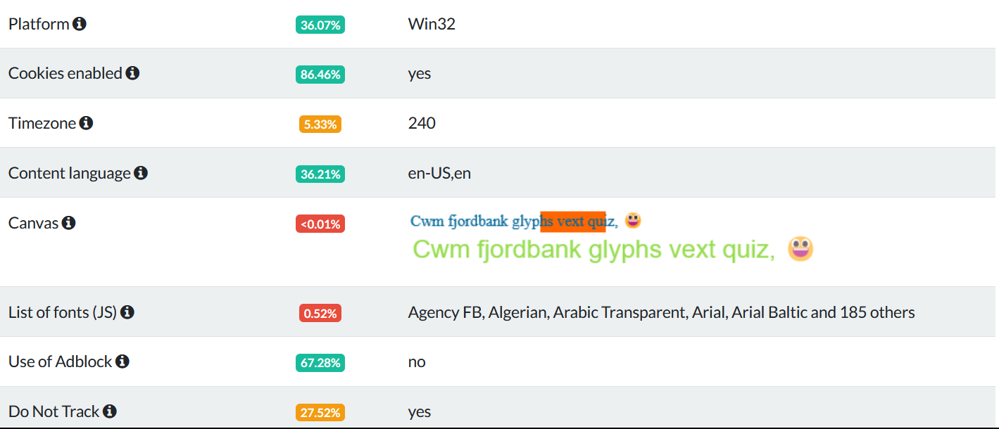 Platform 36.07% Win32
Cookies enabled 86.46% yes
Timezone 5.33% 240
Content language 36.21% en-US,en
Canvas <0.01% Cwm fjordbank glyphs vext quiz, 😃
Cwm fjordbank glyphs vext quiz, 😃
List of fonts (JS) 0.52% Agency FB, Algerian, Arabic Transparent, Arial, Arial Baltic and 185 others
Use of Adblock 67.28% no
Do Not Track 27.52% yes